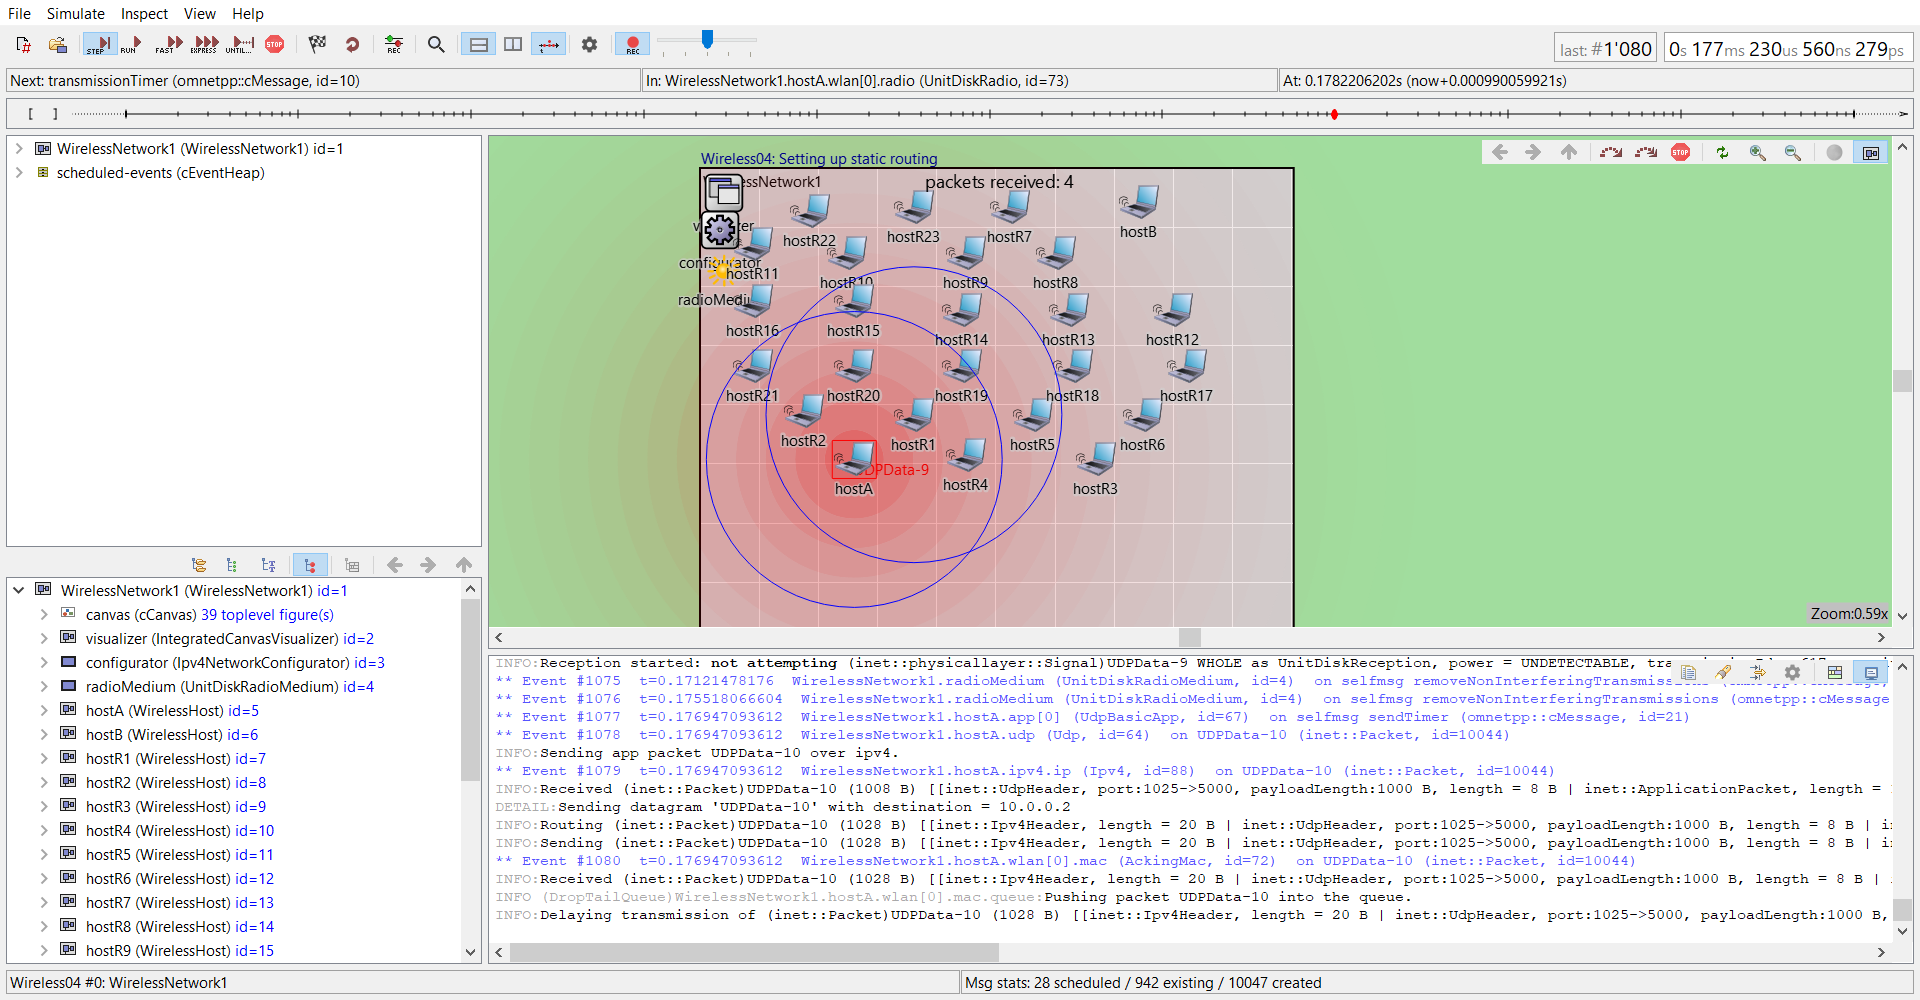 File Simulate Inspect View Help
STEP RUN FAST EXPRESS UNTIL... STOP REC REC
last: #1'080 0s 177ms 230us 560ns 279ps
Next: transmissionTimer (omnetpp::cMessage, id=10) In: WirelessNetwork1.hostA.wlan[0].radio (UnitDiskRadio, id=73) At: 0.1782206202s (now+0.000990059921s)
[ ]
WirelessNetwork1 (WirelessNetwork1) id=1
scheduled-events (cEventHeap)
WirelessNetwork1 (WirelessNetwork1) id=1
canvas (cCanvas) 39 toplevel figure(s)
visualizer (IntegratedCanvasVisualizer) id=2
configurator (Ipv4NetworkConfigurator) id=3
radioMedium (UnitDiskRadioMedium) id=4
hostA (WirelessHost) id=5
hostB (WirelessHost) id=6
hostR1 (WirelessHost) id=7
hostR2 (WirelessHost) id=8
hostR3 (WirelessHost) id=9
hostR4 (WirelessHost) id=10
hostR5 (WirelessHost) id=11
hostR6 (WirelessHost) id=12
hostR7 (WirelessHost) id=13
hostR8 (WirelessHost) id=14
hostR9 (WirelessHost) id=15
Wireless04: Setting up static routing
STOP
packets received: 4
hostR22
hostR23
hostR7
hostB
configurator
hostR11
hostR10
hostR9
hostR8
hostR16
hostR15
hostR14
hostR13
hostR12
hostR21
hostR20
hostR19
hostR18
hostR17
hostR2
hostR1
hostR5
hostR6
hostA
hostR4
hostR3
Zoom:0.59x
INFO:Reception started: not attempting (inet::physicallayer::Signal)UDPData-9 WHOLE as UnitDiskReception, power = UNDETECTABLE,
** Event #1075 t=0.17121478176 WirelessNetwork1.radioMedium (UnitDiskRadioMedium, id=4) on selfmsg
** Event #1076 t=0.175518066604 WirelessNetwork1.radioMedium (UnitDiskRadioMedium, id=4) on selfmsg removeNonInterferingTransmissions (omnetpp::cMessage
** Event #1077 t=0.176947093612 WirelessNetwork1.hostA.app[0] (UdpBasicApp, id=67) on selfmsg sendTimer (omnetpp::cMessage, id=21)
** Event #1078 t=0.176947093612 WirelessNetwork1.hostA.udp (Udp, id=64) on UDPData-10 (inet::Packet, id=10044)
INFO:Sending app packet UDPData-10 over ipv4.
** Event #1079 t=0.176947093612 WirelessNetwork1.hostA.ipv4.ip (Ipv4, id=88) on UDPData-10 (inet::Packet, id=10044)
INFO:Received (inet::Packet)UDPData-10 (1008 B) [[inet::UdpHeader, port:1025->5000, payloadLength:1000 B, length = 8 B | inet::ApplicationPacket, length =
DETAIL:Sending datagram 'UDPData-10' with destination = 10.0.0.2
INFO:Routing (inet::Packet)UDPData-10 (1028 B) [[inet::Ipv4Header, length = 20 B | inet::UdpHeader, port:1025->5000, payloadLength:1000 B, length = 8 B |
INFO:Sending (inet::Packet)UDPData-10 (1028 B) [[inet::Ipv4Header, length = 20 B | inet::UdpHeader, port:1025->5000, payloadLength:1000 B, length = 8 B |
** Event #1080 t=0.176947093612 WirelessNetwork1.hostA.wlan[0].mac (AckingMac, id=72) on UDPData-10 (inet::Packet, id=10044)
INFO:Received (inet::Packet)UDPData-10 (1028 B) [[inet::Ipv4Header, length = 20 B | inet::UdpHeader, port:1025->5000, payloadLength:1000 B, length = 8 B |
INFO (DropTailQueue)WirelessNetwork1.hostA.wlan[0].mac.queue:Pushing packet UDPData-10 into the queue.
INFO:Delaying transmission of (inet::Packet)UDPData-10 (1028 B) [[inet::Ipv4Header, length = 20 B | inet::UdpHeader, port:1025->5000, payloadLength:1000 B,
Wireless04 #0: WirelessNetwork1 Msg stats: 28 scheduled / 942 existing / 10047 created